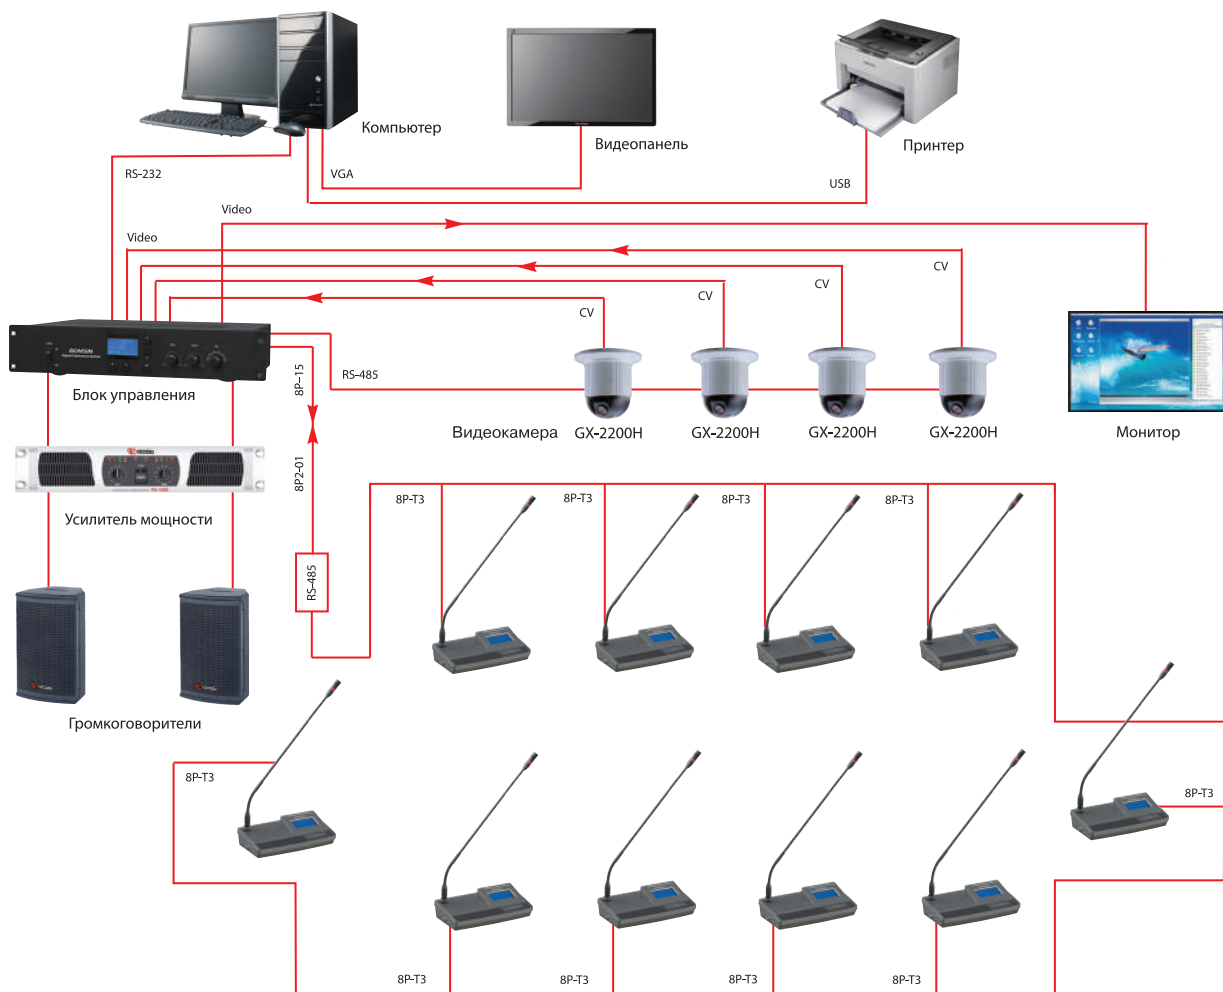 Компьютер
Видеопанель
Принтер
RS-232
VGA
USB
Video
Video
CV
CV
CV
CV
8P-15
RS-485
Блок управления
Видеокамера
GX-2200H
GX-2200H
GX-2200H
GX-2200H
Монитор
8P2-01
8P-T3
8P-T3
8P-T3
8P-T3
Усилитель мощности
RS-485
Громкоговорители
8P-T3
8P-T3
8P-T3
8P-T3
8P-T3
8P-T3